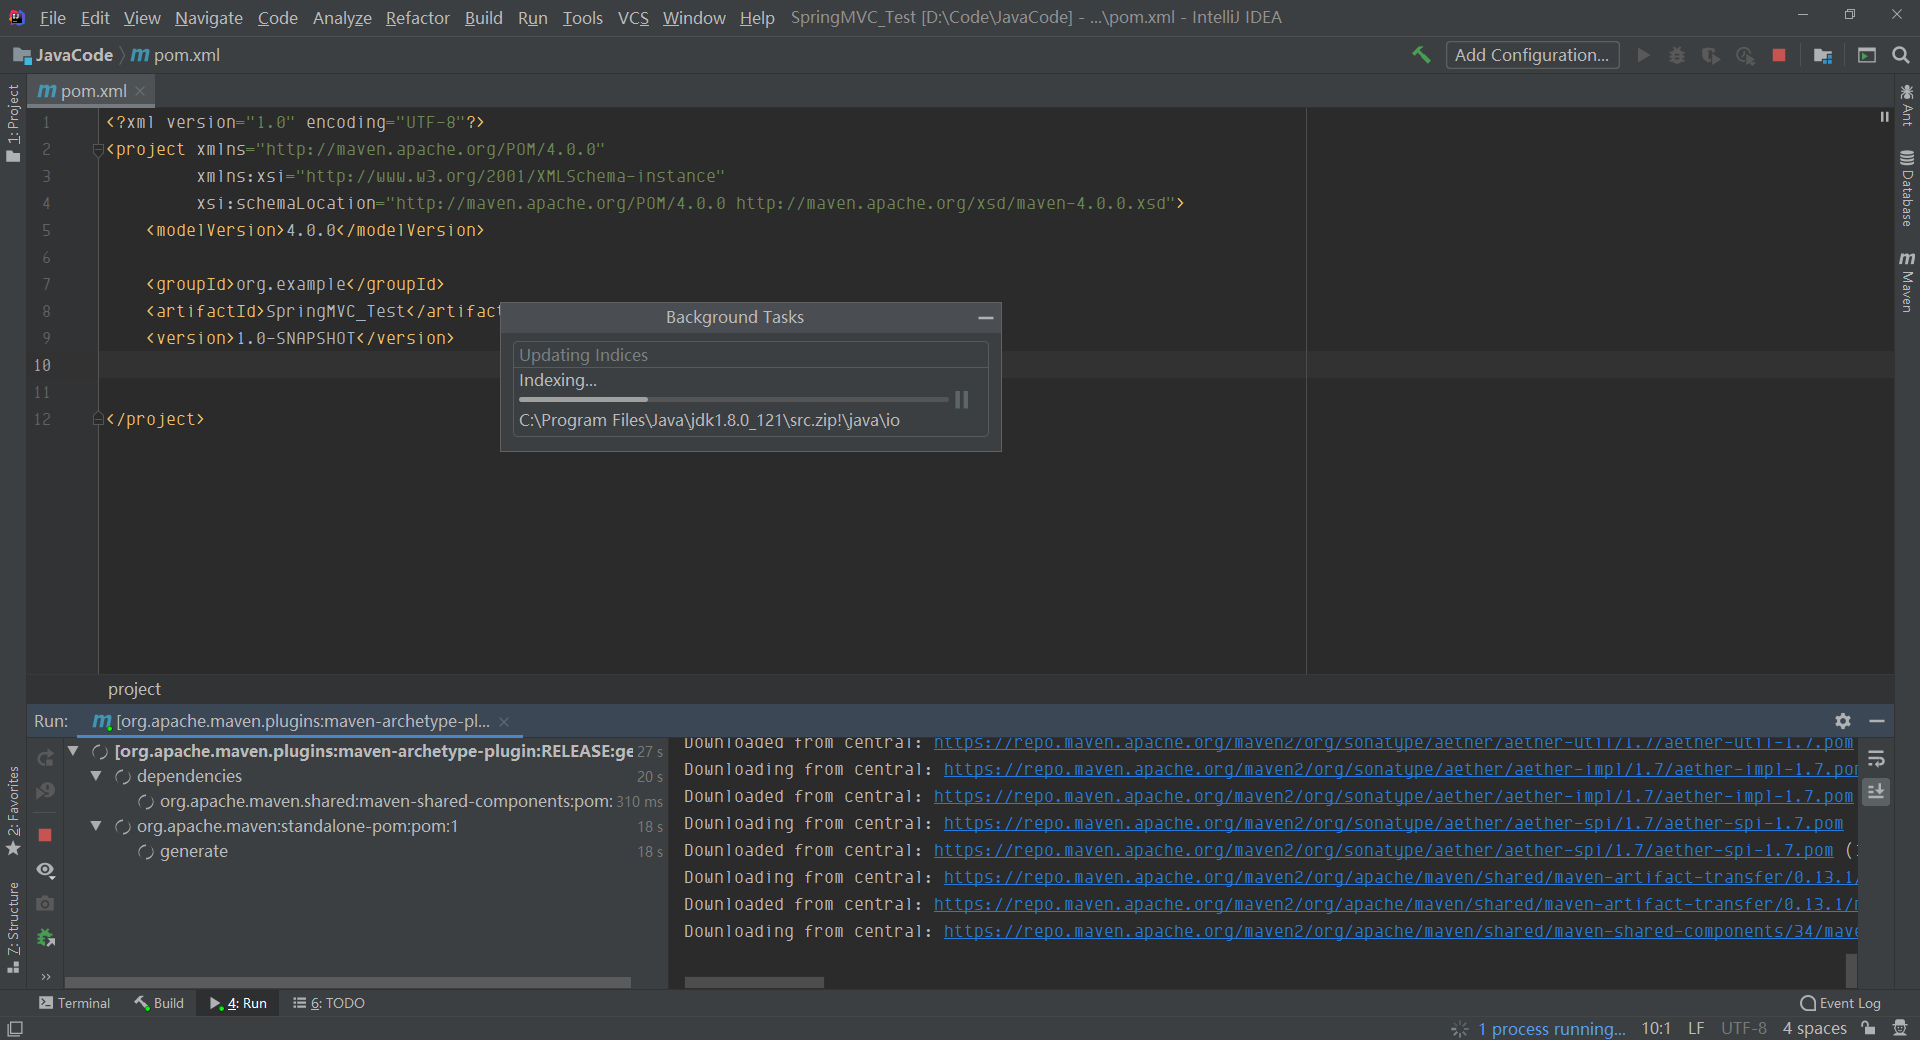 File Edit View Navigate Code Analyze Refactor Build Run Tools VCS Window Help SpringMVC_Test [D:\Code\JavaCode] - ...\pom.xml - IntelliJ IDEA
JavaCode m pom.xml
Add Configuration...
m pom.xml
1: Project
2: Favorites
Z: Structure
Ant
Database
m Maven
1 <?xml version="1.0" encoding="UTF-8"?>
2 <project xmlns="http://maven.apache.org/POM/4.0.0"
3 xmlns:xsi="http://www.w3.org/2001/XMLSchema-instance"
4 xsi:schemaLocation="http://maven.apache.org/POM/4.0.0 http://maven.apache.org/xsd/maven-4.0.0.xsd">
5 <modelVersion>4.0.0</modelVersion>
6
7 <groupId>org.example</groupId>
8 <artifactId>SpringMVC_Test</artifact
9 <version>1.0-SNAPSHOT</version>
10
11
12 </project>
Background Tasks
Updating Indices
Indexing...
C:\Program Files\Java\jdk1.8.0_121\src.zip!\java\io
project
Run: m [org.apache.maven.plugins:maven-archetype-pl...
[org.apache.maven.plugins:maven-archetype-plugin:RELEASE:ge 27 s
dependencies 20 s
org.apache.maven.shared:maven-shared-components:pom: 310 ms
org.apache.maven:standalone-pom:pom:1 18 s
generate 18 s
Downloaded from central: https://repo.maven.apache.org/maven2/org/sonatype/aether/aether-util/1.7/aether-util-1.7.pom
Downloading from central: https://repo.maven.apache.org/maven2/org/sonatype/aether/aether-impl/1.7/aether-impl-1.7.pom
Downloaded from central: https://repo.maven.apache.org/maven2/org/sonatype/aether/aether-impl/1.7/aether-impl-1.7.pom
Downloading from central: https://repo.maven.apache.org/maven2/org/sonatype/aether/aether-spi/1.7/aether-spi-1.7.pom
Downloaded from central: https://repo.maven.apache.org/maven2/org/sonatype/aether/aether-spi/1.7/aether-spi-1.7.pom (
Downloading from central: https://repo.maven.apache.org/maven2/org/apache/maven/shared/maven-artifact-transfer/0.13.1/
Downloaded from central: https://repo.maven.apache.org/maven2/org/apache/maven/shared/maven-artifact-transfer/0.13.1/m
Downloading from central: https://repo.maven.apache.org/maven2/org/apache/maven/shared/maven-shared-components/34/mave
Terminal Build 4: Run 6: TODO
Event Log
1 process running... 10:1 LF UTF-8 4 spaces